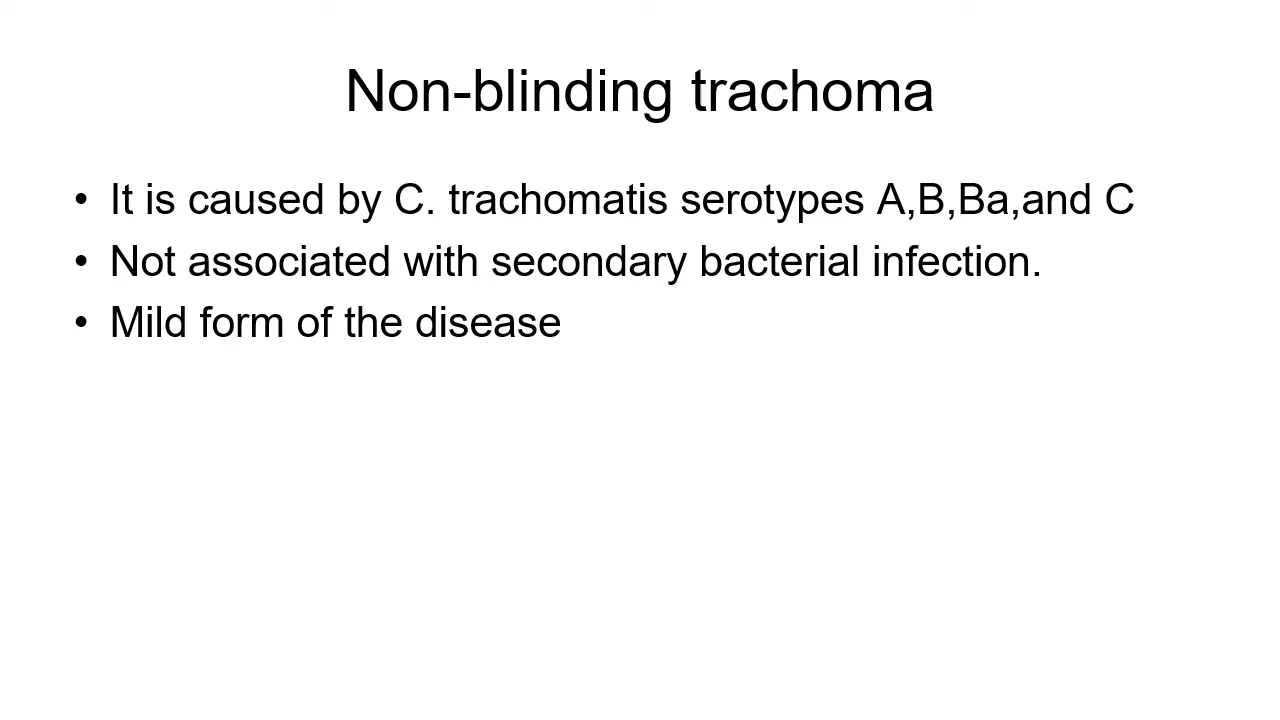 Non-blinding trachoma
• It is caused by C. trachomatis serotypes A,B,Ba,and C
• Not associated with secondary bacterial infection.
• Mild form of the disease